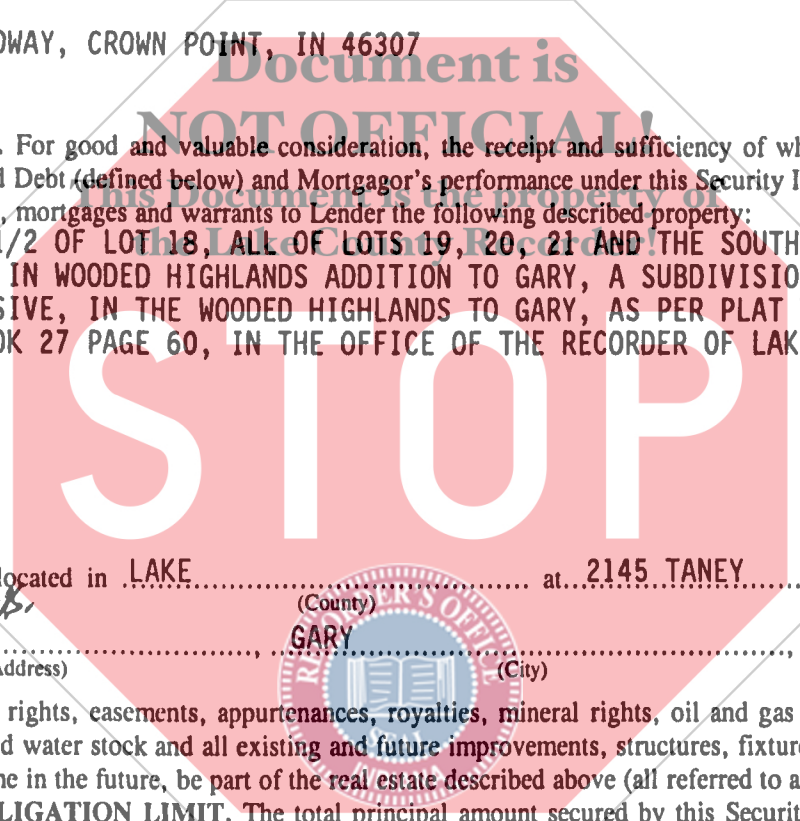 OWAY, CROWN POINT, IN 46307
Document is
NOT OFFICIAL!
. For good and valuable consideration, the receipt and sufficiency of wh
d Debt (defined below) and Mortgagor's performance under this Security I
This Document is the property of
, mortgages and warrants to Lender the following described property:
the Lake County Recorder!
1/2 OF LOT 18, ALL OF LOTS 19, 20, 21 AND THE SOUTH
IN WOODED HIGHLANDS ADDITION TO GARY, A SUBDIVISIO
SIVE, IN THE WOODED HIGHLANDS TO GARY, AS PER PLAT
OK 27 PAGE 60, IN THE OFFICE OF THE RECORDER OF LAK
STOP
located in .LAKE.................................................... at...2145 TANEY
(County)
GARY
Address) (City)
RECORDER'S OFFICE
SEAL
INDIANA
rights, easements, appurtenances, royalties, mineral rights, oil and gas
d water stock and all existing and future improvements, structures, fixture
ne in the future, be part of the real estate described above (all referred to a
LIGATION LIMIT. The total principal amount secured by this Securit